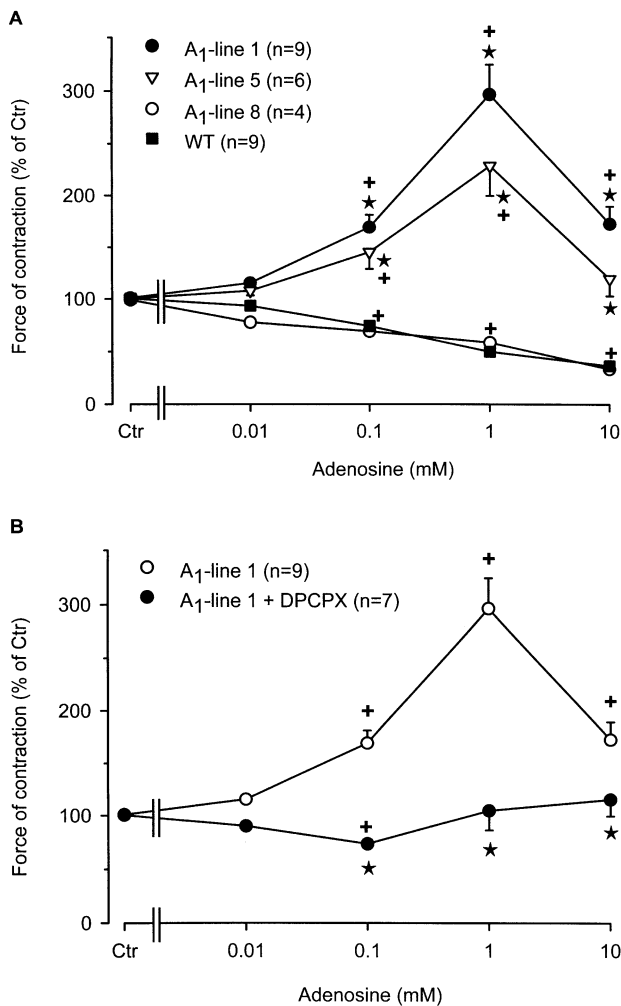 A
A1-line 1 (n=9)
A1-line 5 (n=6)
A1-line 8 (n=4)
WT (n=9)
Force of contraction (% of Ctr)
300
200
100
0
Ctr 0.01 0.1 1 10
Adenosine (mM)
B
A1-line 1 (n=9)
A1-line 1 + DPCPX (n=7)
Force of contraction (% of Ctr)
300
200
100
0
Ctr 0.01 0.1 1 10
Adenosine (mM)